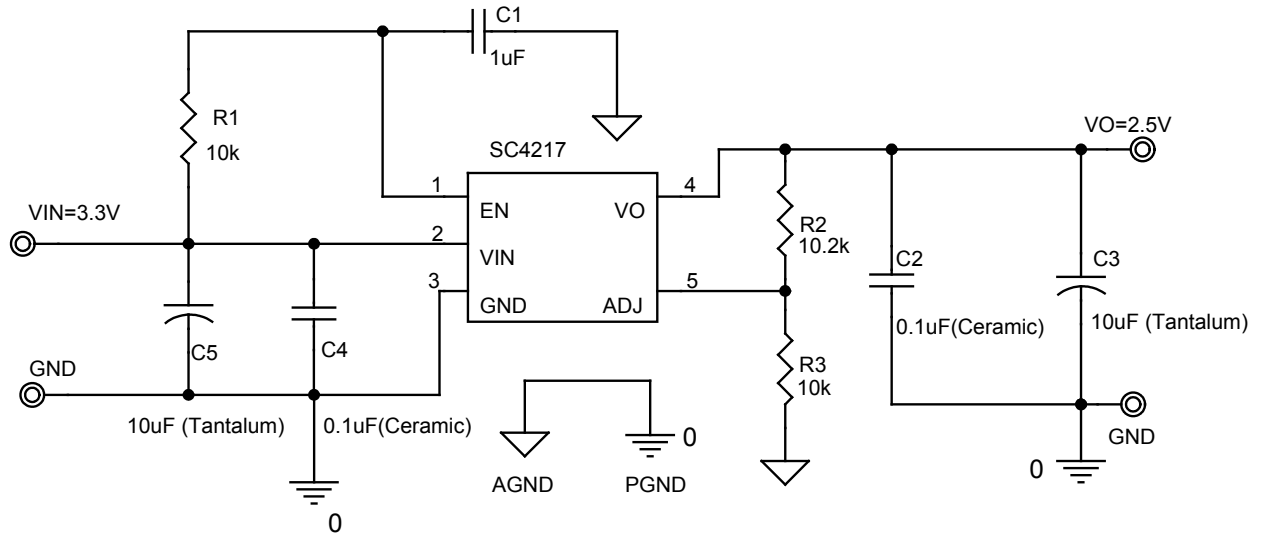 C1
1uF
R1
10k
VO=2.5V
SC4217
1
4
VIN=3.3V
EN
VO
R2
10.2k
2
VIN
3
5
C2
C3
GND
ADJ
0.1uF(Ceramic)
10uF (Tantalum)
C5
C4
GND
R3
10k
10uF (Tantalum)
0.1uF(Ceramic)
0
GND
AGND
PGND
0
0